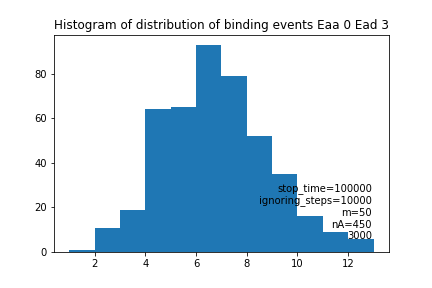 Histogram of distribution of binding events Eaa 0 Ead 3
80
60
40
20
0
stop_time=100000
ignoring_steps=10000
m=50
nA=450
3000
2 4 6 8 10 12